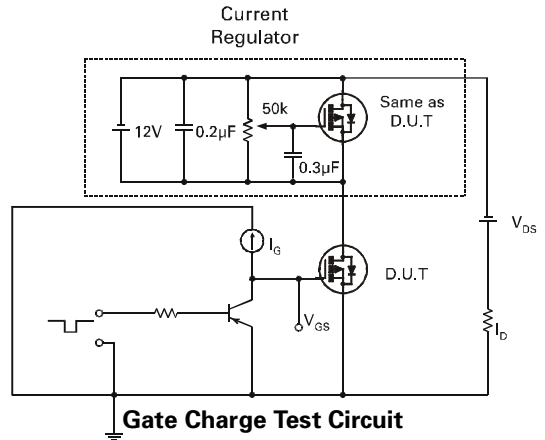 Current
Regulator
50k
Same as
D.U.T
12V
0.2µF
0.3µF
I_G
V_DS
D.U.T
V_GS
I_D
Gate Charge Test Circuit